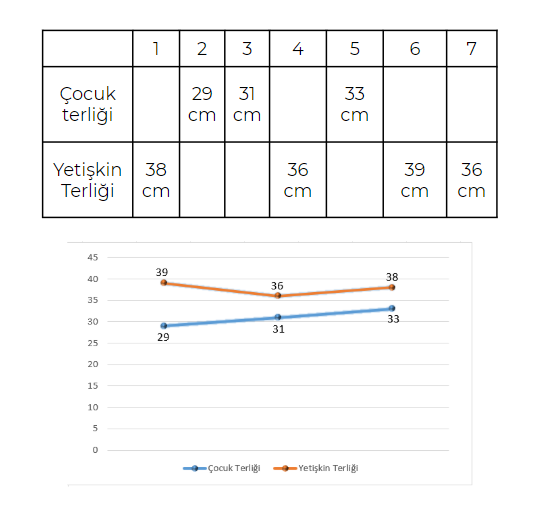 1 2 3 4 5 6 7
Çocuk
terliği
29
cm
31
cm
33
cm
Yetişkin
Terliği
38
cm
36
cm
39
cm
36
cm
45
40
35
30
25
20
15
10
5
0
39
36
38
29
31
33
Çocuk Terliği Yetişkin Terliği